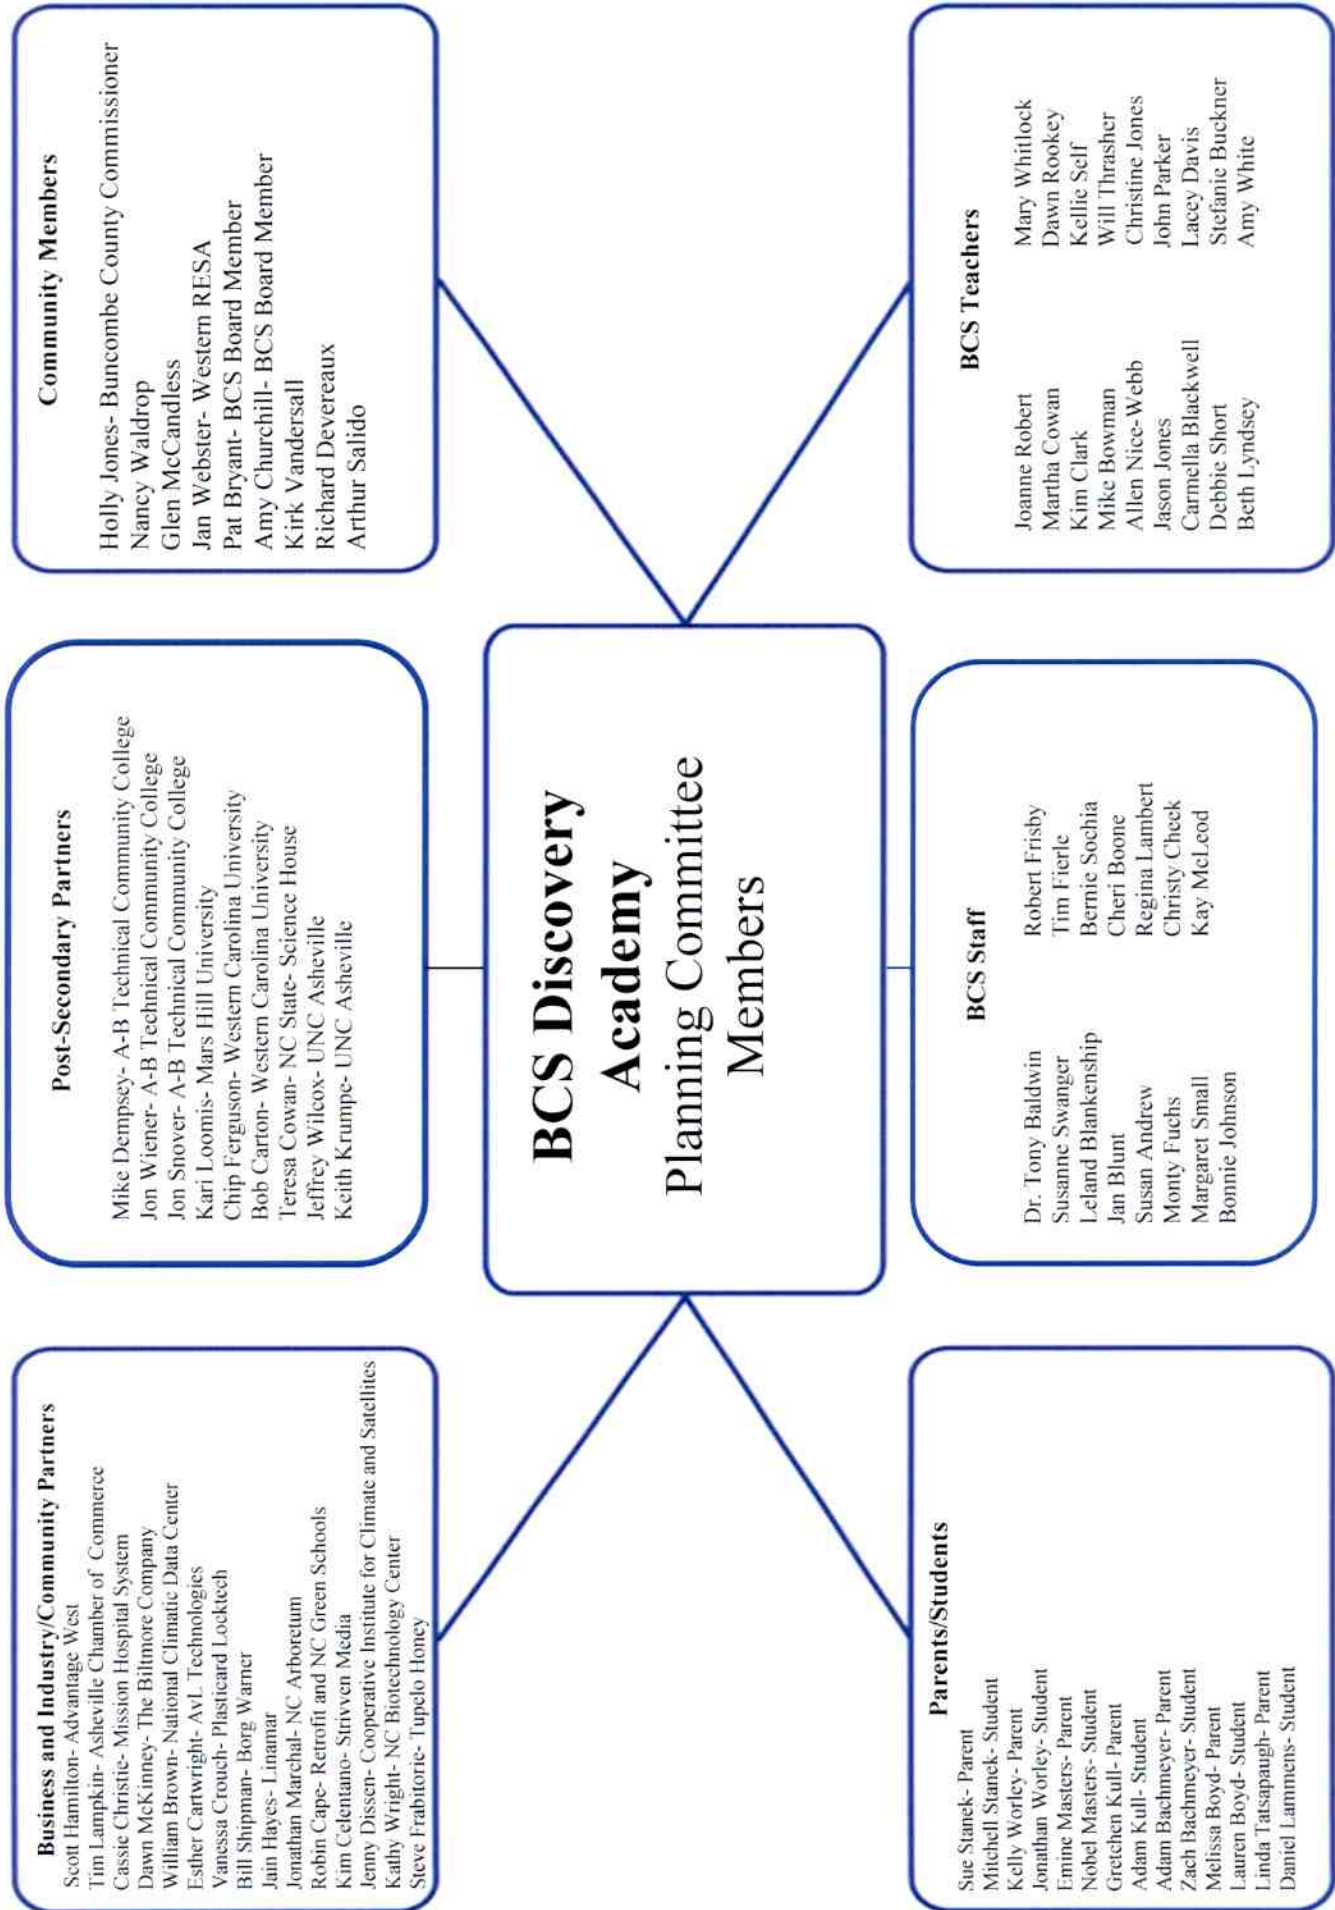 Business and Industry/Community Partners
Scott Hamilton- Advantage West
Tim Lampkin- Asheville Chamber of Commerce
Cassie Christie- Mission Hospital System
Dawn McKinney- The Biltmore Company
William Brown- National Climatic Data Center
Esther Cartwright- AvL Technologies
Vanessa Crouch- Plasticard Locktech
Bill Shipman- Borg Warner
Jain Hayes- Linamar
Jonathan Marchal- NC Arboretum
Robin Cape- Retrofit and NC Green Schools
Kim Celentano- Striven Media
Jenny Dissen- Cooperative Institute for Climate and Satellites
Kathy Wright- NC Biotechnology Center
Steve Frabitorie- Tupelo Honey
Post-Secondary Partners
Mike Dempsey- A-B Technical Community College
Jon Wiener- A-B Technical Community College
Jon Snover- A-B Technical Community College
Kari Loomis- Mars Hill University
Chip Ferguson- Western Carolina University
Bob Carton- Western Carolina University
Teresa Cowan- NC State- Science House
Jeffrey Wilcox- UNC Asheville
Keith Krumpe- UNC Asheville
Community Members
Holly Jones- Buncombe County Commissioner
Nancy Waldrop
Glen McCandless
Jan Webster- Western RESA
Pat Bryant- BCS Board Member
Amy Churchill- BCS Board Member
Kirk Vandersall
Richard Devereaux
Arthur Salido
BCS Discovery
Academy
Planning Committee
Members
Parents/Students
Sue Stanek- Parent
Mitchell Stanek- Student
Kelly Worley- Parent
Jonathan Worley- Student
Emine Masters- Parent
Nobel Masters- Student
Gretchen Kull- Parent
Adam Kull- Student
Adam Bachmeyer- Parent
Zach Bachmeyer- Student
Melissa Boyd- Parent
Lauren Boyd- Student
Linda Tatsapaugh- Parent
Daniel Lammens- Student
BCS Staff
Dr. Tony Baldwin
Susanne Swanger
Leland Blankenship
Jan Blunt
Susan Andrew
Monty Fuchs
Margaret Small
Bonnie Johnson
Robert Frisby
Tim Fierle
Bernie Sochia
Cheri Boone
Regina Lambert
Christy Cheek
Kay McLeod
BCS Teachers
Joanne Robert
Martha Cowan
Kim Clark
Mike Bowman
Allen Nice-Webb
Jason Jones
Carmella Blackwell
Debbie Short
Beth Lyndsey
Mary Whitlock
Dawn Rookey
Kellie Self
Will Thrasher
Christine Jones
John Parker
Lacey Davis
Stefanie Buckner
Amy White